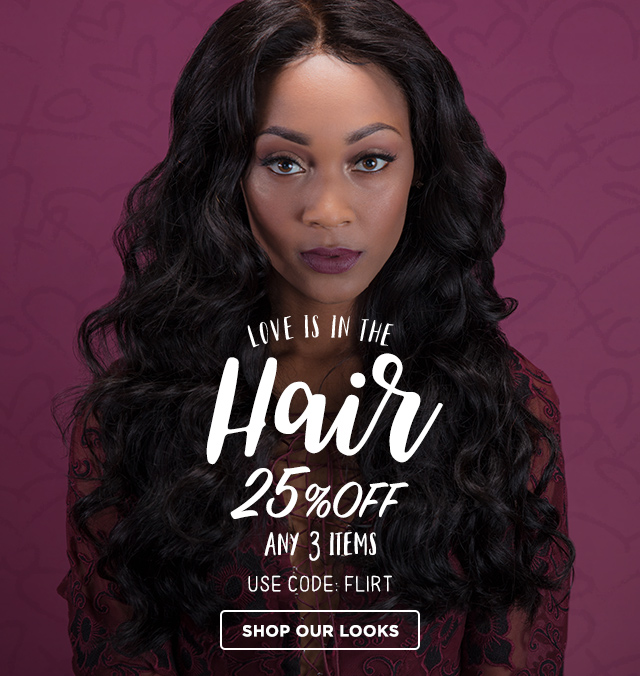 LOVE IS IN THE
Hair
25% OFF
ANY 3 ITEMS
USE CODE: FLIRT
SHOP OUR LOOKS